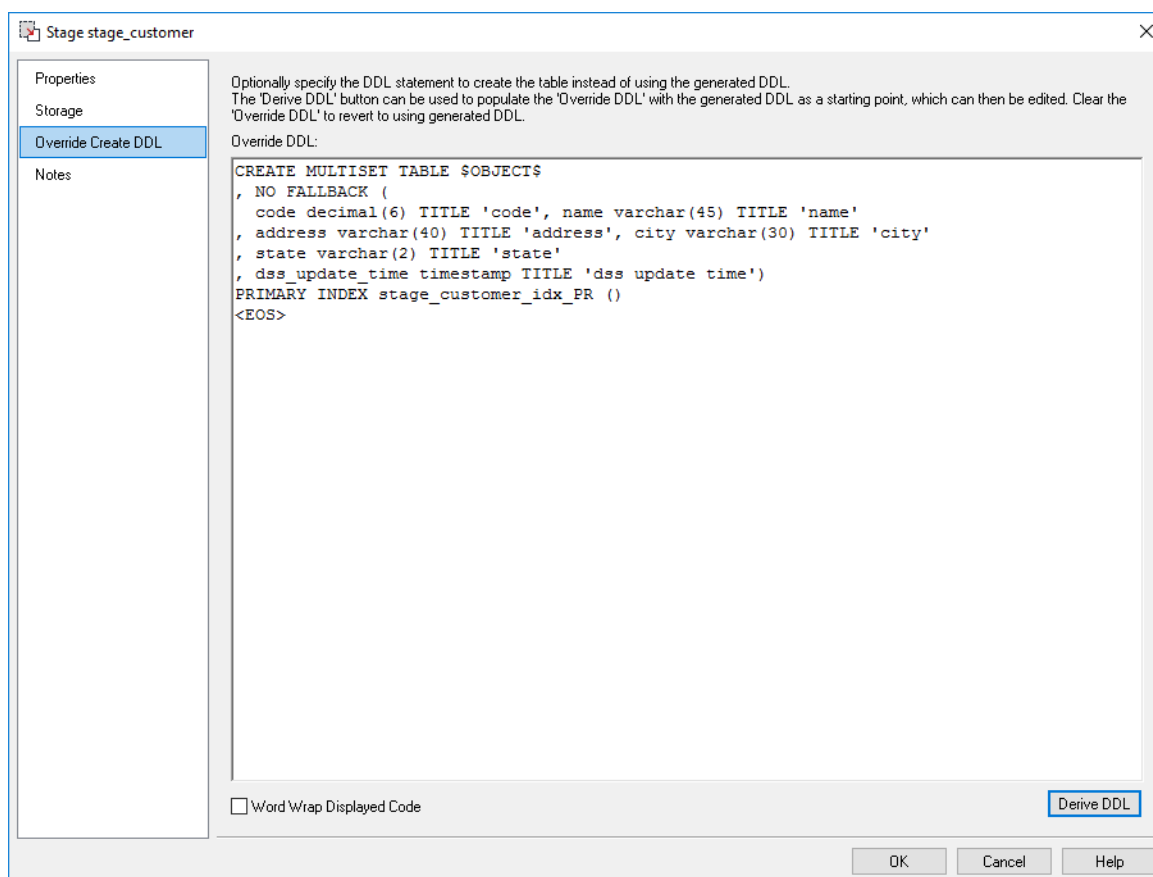 Stage stage_customer
Properties
Storage
Override Create DDL
Notes
Optionally specify the DDL statement to create the table instead of using the generated DDL.
The 'Derive DDL' button can be used to populate the 'Override DDL' with the generated DDL as a starting point, which can then be edited. Clear the
'Override DDL' to revert to using generated DDL.
Override DDL:
CREATE MULTISET TABLE $OBJECT$
, NO FALLBACK (
  code decimal(6) TITLE 'code', name varchar(45) TITLE 'name'
, address varchar(40) TITLE 'address', city varchar(30) TITLE 'city'
, state varchar(2) TITLE 'state'
, dss_update_time timestamp TITLE 'dss update time')
PRIMARY INDEX stage_customer_idx_PR ()
<EOS>
Word Wrap Displayed Code
Derive DDL
OK
Cancel
Help